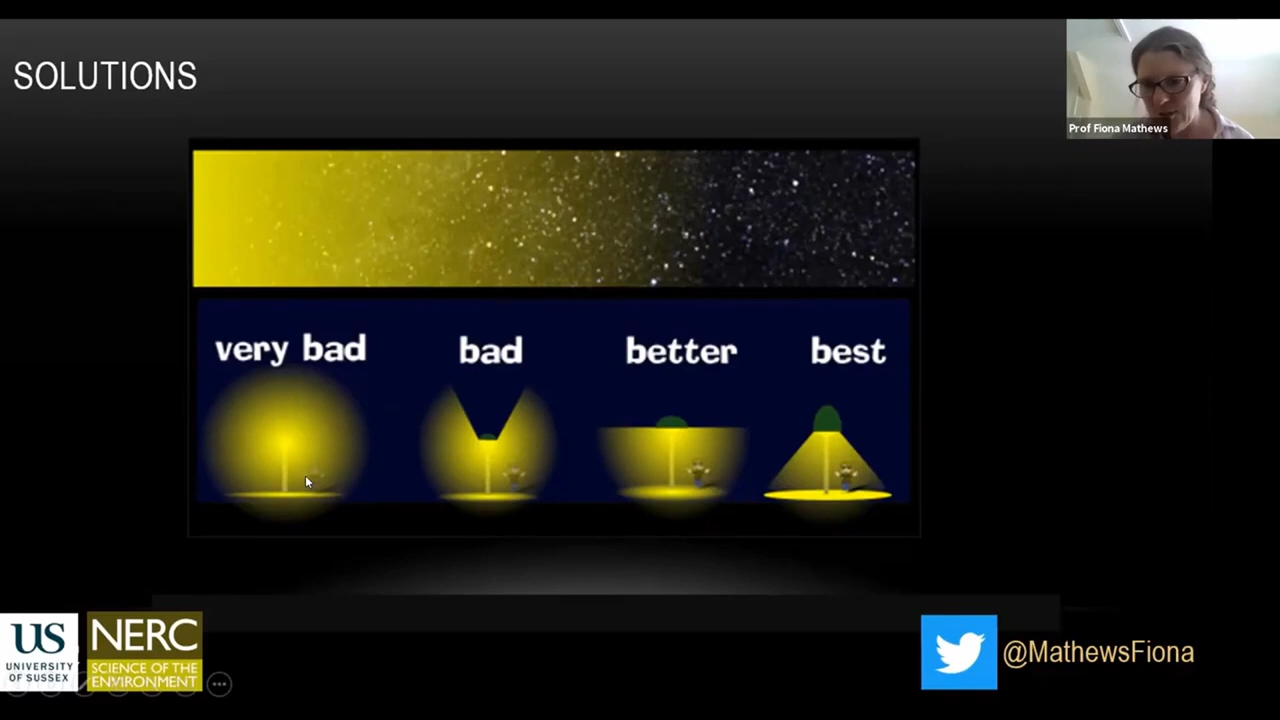 SOLUTIONS
Prof Fiona Mathews
very bad
bad
better
best
US
UNIVERSITY
OF SUSSEX
NERC
SCIENCE OF THE
ENVIRONMENT
@MathewsFiona